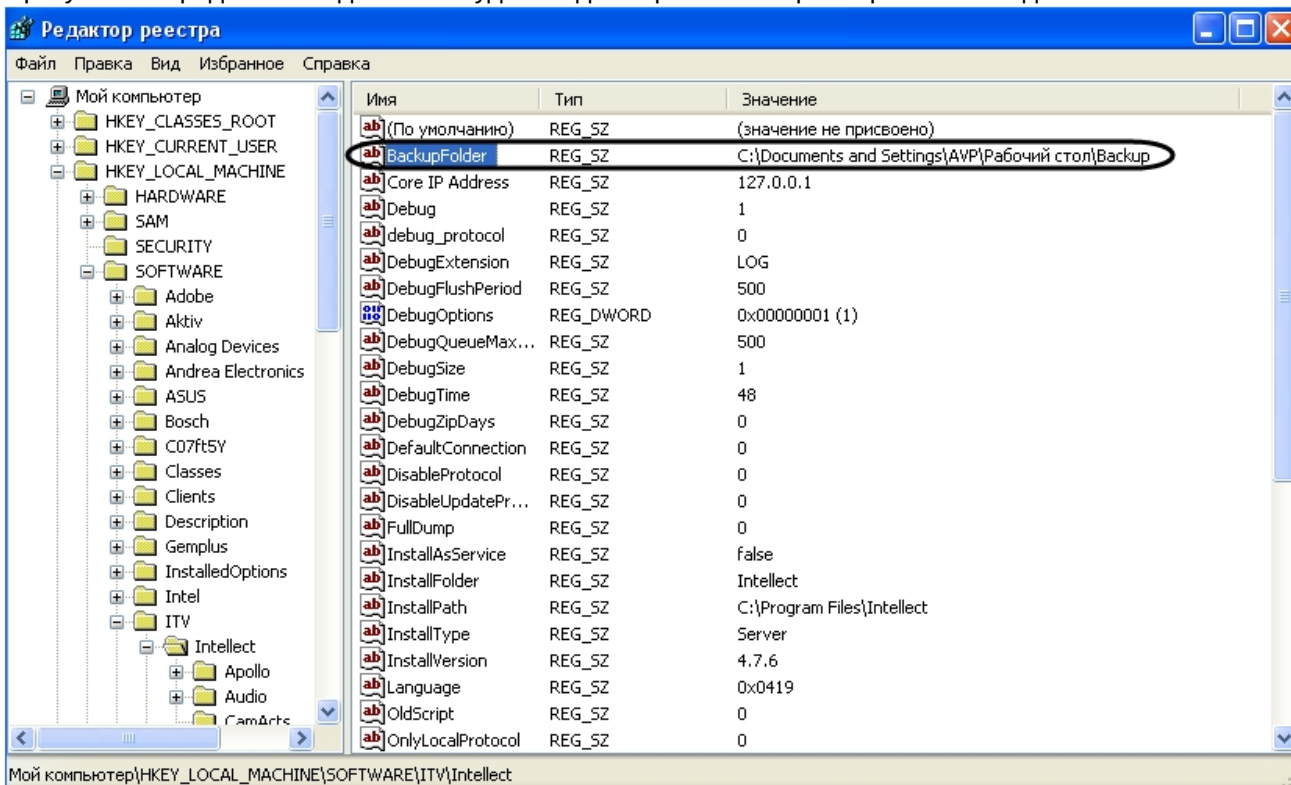 Редактор реестра
Файл Правка Вид Избранное Справка
Мой компьютер
HKEY_CLASSES_ROOT
HKEY_CURRENT_USER
HKEY_LOCAL_MACHINE
HARDWARE
SAM
SECURITY
SOFTWARE
Adobe
Aktiv
Analog Devices
Andrea Electronics
ASUS
Bosch
C07ft5Y
Classes
Clients
Description
Gemplus
InstalledOptions
Intel
ITV
Intellect
Apollo
Audio
CamActs
Имя Тип Значение
(По умолчанию) REG_SZ (значение не присвоено)
BackupFolder REG_SZ C:\Documents and Settings\AVP\Рабочий стол\Backup
Core IP Address REG_SZ 127.0.0.1
Debug REG_SZ 1
debug_protocol REG_SZ 0
DebugExtension REG_SZ LOG
DebugFlushPeriod REG_SZ 500
DebugOptions REG_DWORD 0x00000001 (1)
DebugQueueMax... REG_SZ 500
DebugSize REG_SZ 1
DebugTime REG_SZ 48
DebugZipDays REG_SZ 0
DefaultConnection REG_SZ 0
DisableProtocol REG_SZ 0
DisableUpdatePr... REG_SZ 0
FullDump REG_SZ 0
InstallAsService REG_SZ false
InstallFolder REG_SZ Intellect
InstallPath REG_SZ C:\Program Files\Intellect
InstallType REG_SZ Server
InstallVersion REG_SZ 4.7.6
Language REG_SZ 0x0419
OldScript REG_SZ 0
OnlyLocalProtocol REG_SZ 0
Мой компьютер\HKEY_LOCAL_MACHINE\SOFTWARE\ITV\Intellect